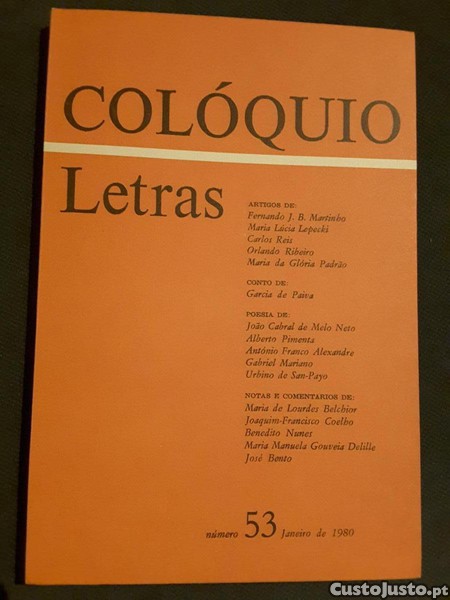 COLÓQUIO
Letras
ARTIGOS DE:
Fernando J. B. Martinho
Maria Lúcia Lepecki
Carlos Reis
Orlando Ribeiro
Maria da Glória Padrão
CONTO DE:
Garcia de Paiva
POESIA DE:
João Cabral de Melo Neto
Alberto Pimenta
António Franco Alexandre
Gabriel Mariano
Urbino de San-Payo
NOTAS E COMENTÁRIOS DE:
Maria de Lourdes Belchior
Joaquim-Francisco Coelho
Benedito Nunes
Maria Manuela Gouveia Delille
José Bento
número 53 Janeiro de 1980
CustoJusto.pt